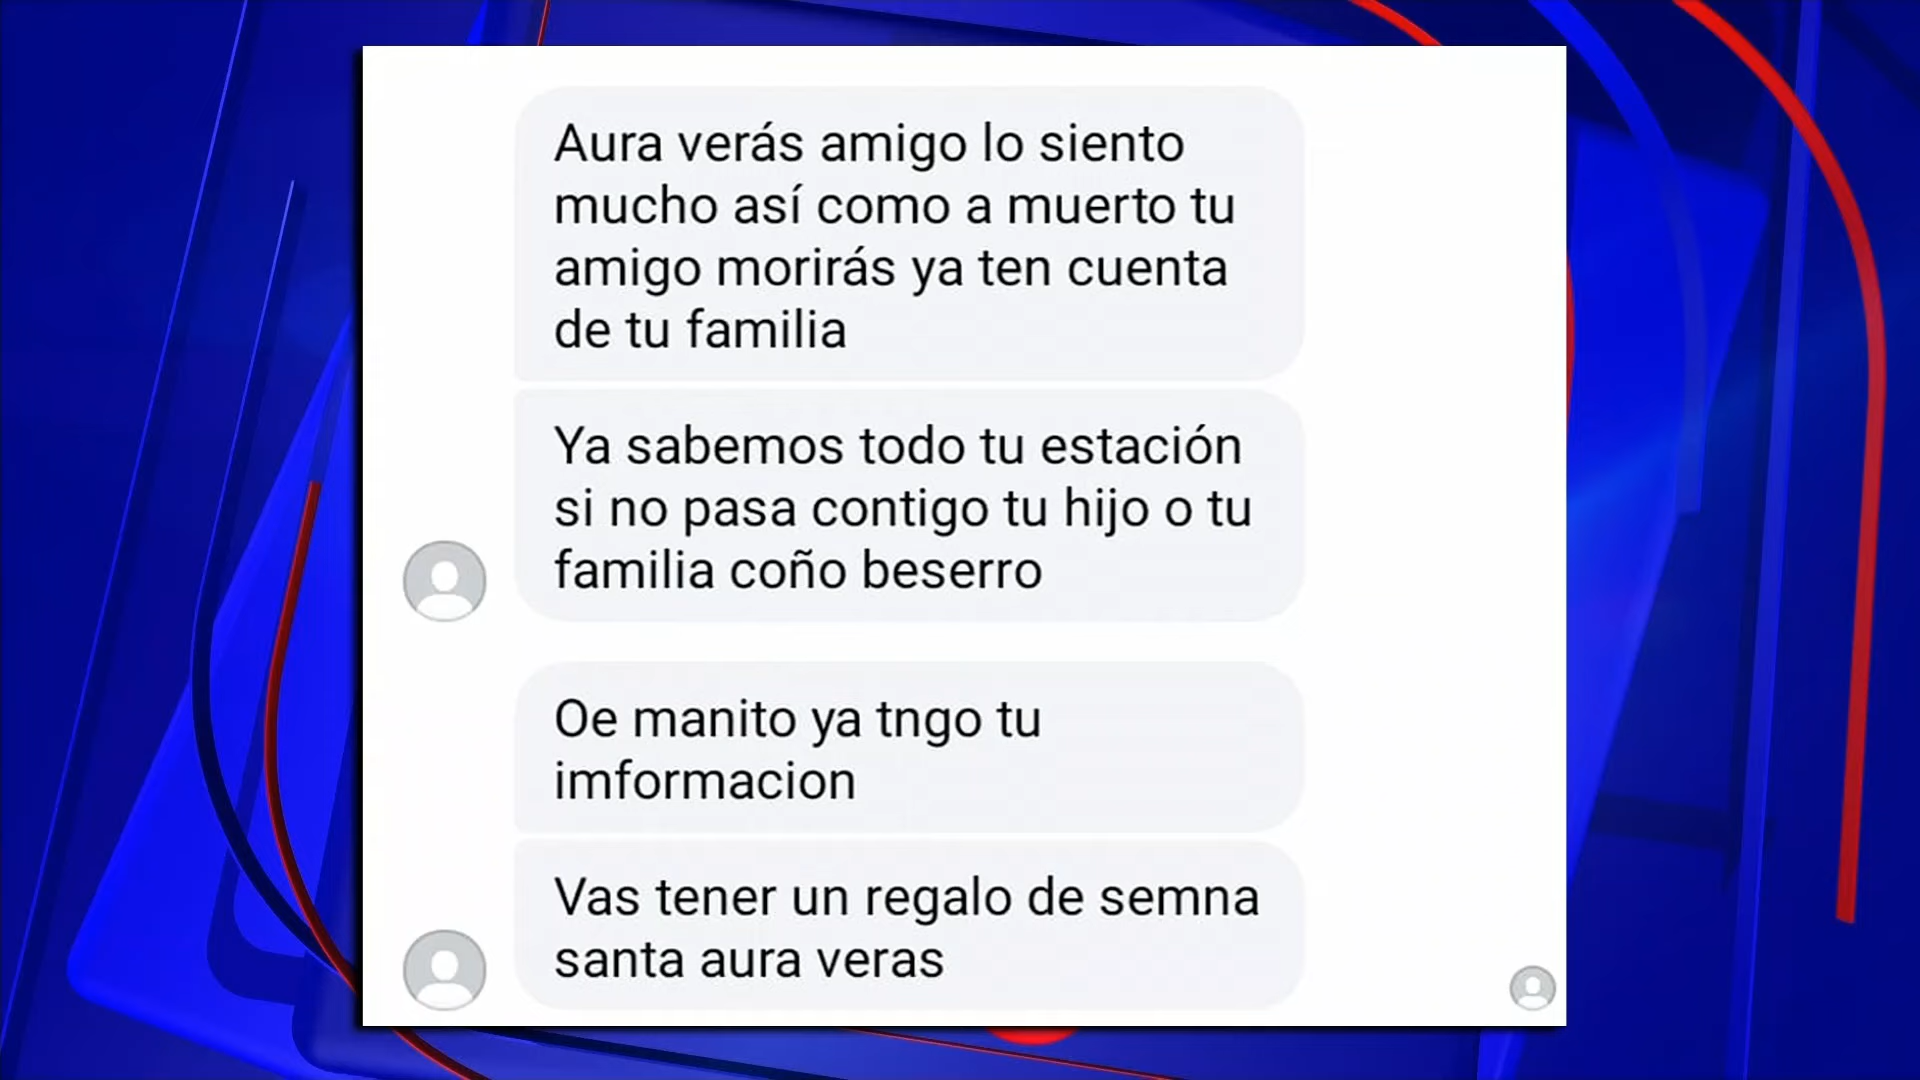 Aura verás amigo lo siento
mucho así como a muerto tu
amigo morirás ya ten cuenta
de tu familia
Ya sabemos todo tu estación
si no pasa contigo tu hijo o tu
familia coño beserro
Oe manito ya tngo tu
imformacion
Vas tener un regalo de semna
santa aura veras